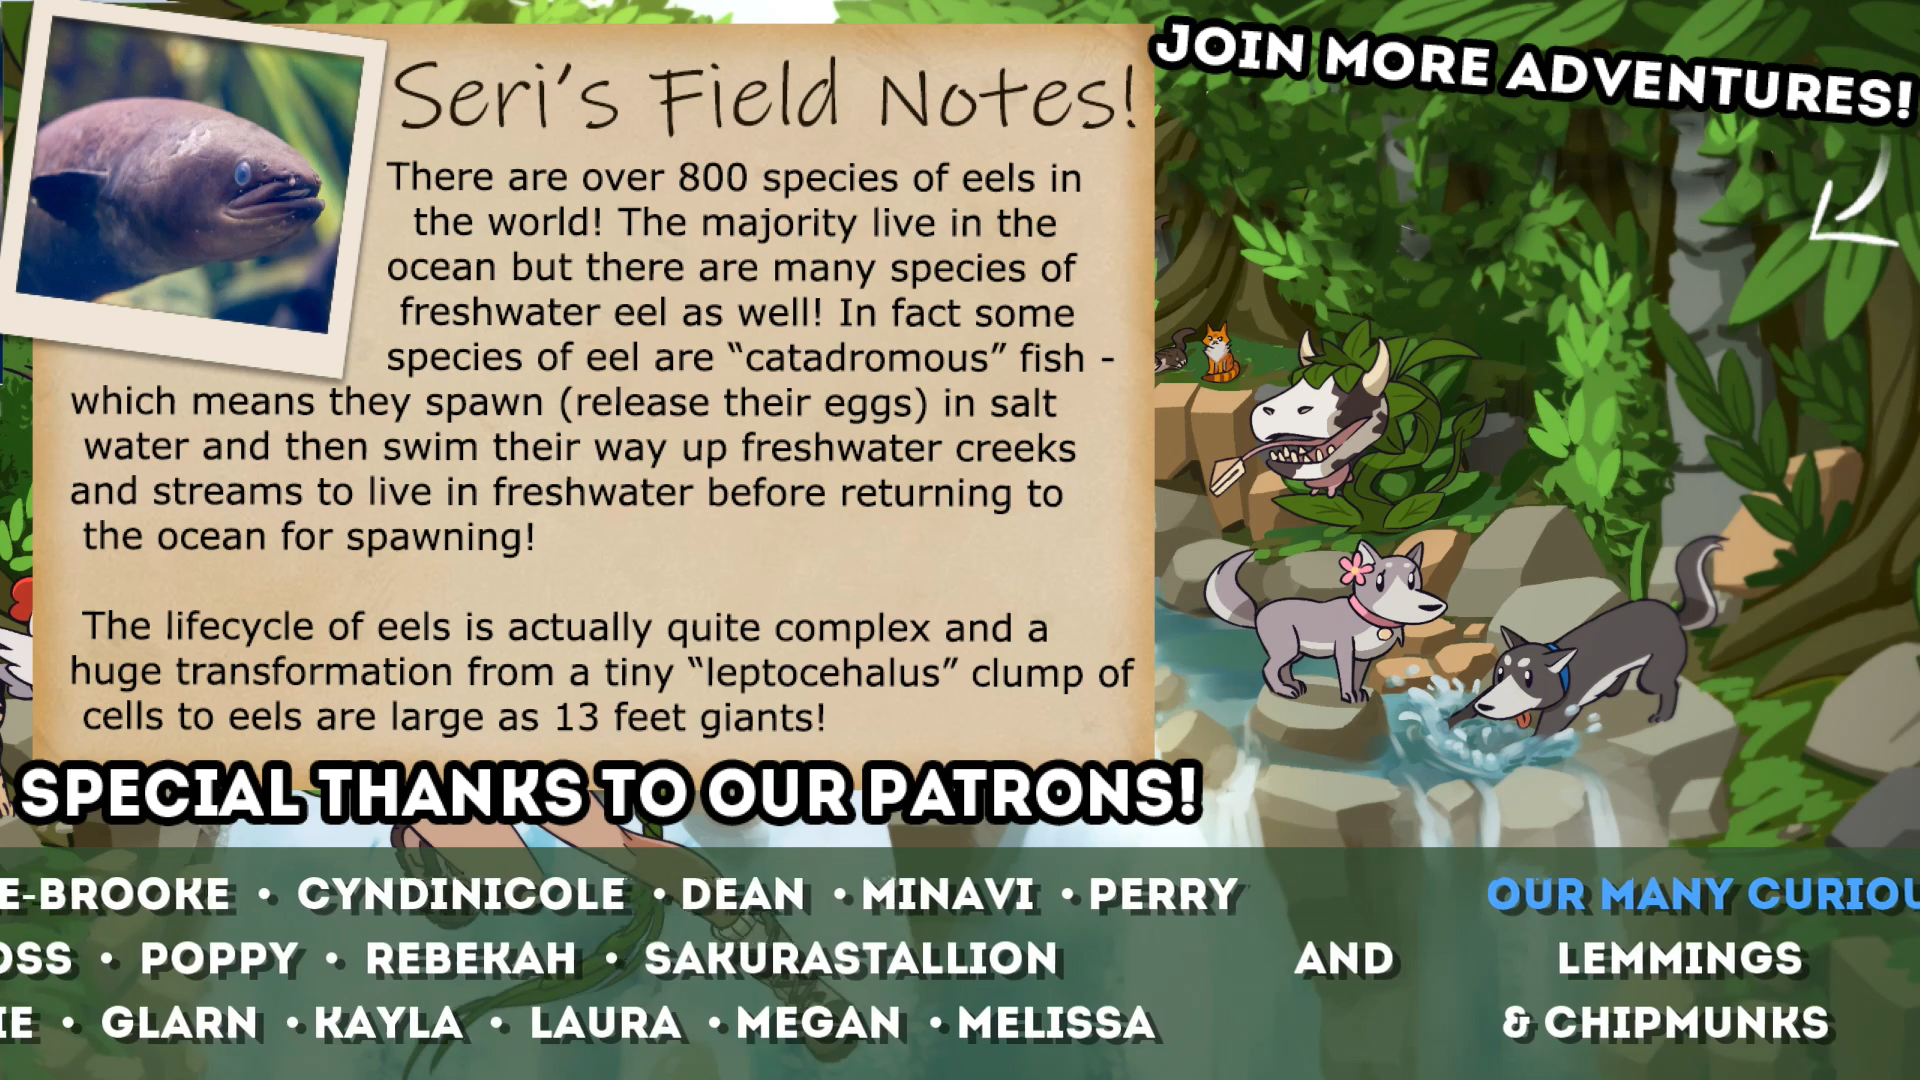 Seri's Field Notes!
JOIN MORE ADVENTURES!
There are over 800 species of eels in
the world! The majority live in the
ocean but there are many species of
freshwater eel as well! In fact some
species of eel are “catadromous” fish -
which means they spawn (release their eggs) in salt
water and then swim their way up freshwater creeks
and streams to live in freshwater before returning to
the ocean for spawning!
The lifecycle of eels is actually quite complex and a
huge transformation from a tiny “leptocehalus” clump of
cells to eels are large as 13 feet giants!
SPECIAL THANKS TO OUR PATRONS!
E-BROOKE • CYNDINICOLE • DEAN • MINAVI • PERRY OUR MANY CURIOU
OSS • POPPY • REBEKAH • SAKURASTALLION AND LEMMINGS
IE • GLARN • KAYLA • LAURA • MEGAN • MELISSA & CHIPMUNKS